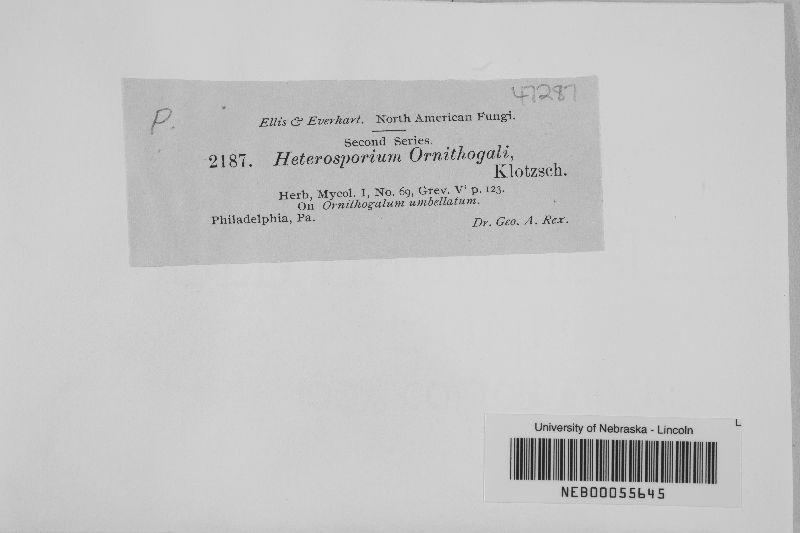 47287
P.
Ellis & Everhart. North American Fungi.
Second Series.
2187. Heterosporium Ornithogali,
Klotzsch.
Herb, Mycol. I, No. 69, Grev. V' p. 123.
On Ornithogalum umbellatum.
Philadelphia, Pa. Dr. Geo. A. Rex.
L
University of Nebraska - Lincoln
NEB00055645